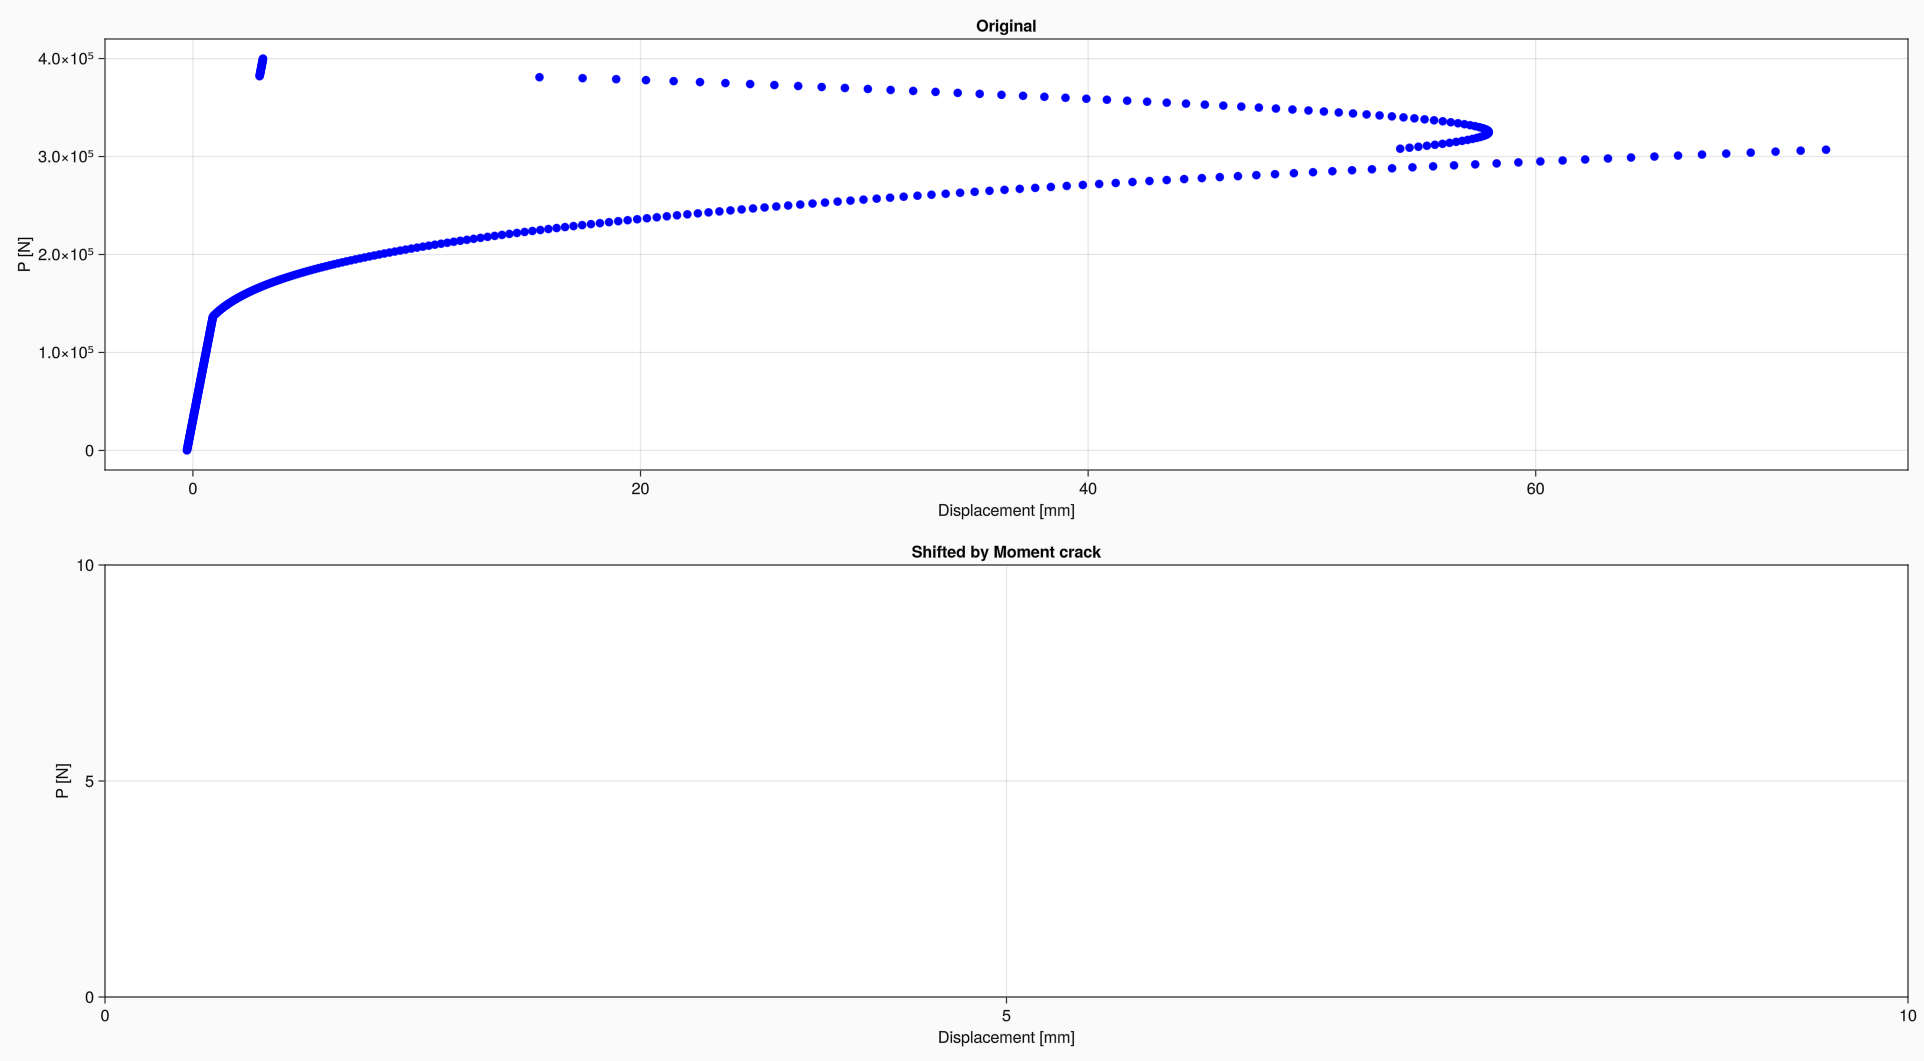 Original
4.0×10⁵
3.0×10⁵
2.0×10⁵
1.0×10⁵
0
P [N]
0 20 40 60
Displacement [mm]
Shifted by Moment crack
10
5
0
P [N]
0 5 10
Displacement [mm]